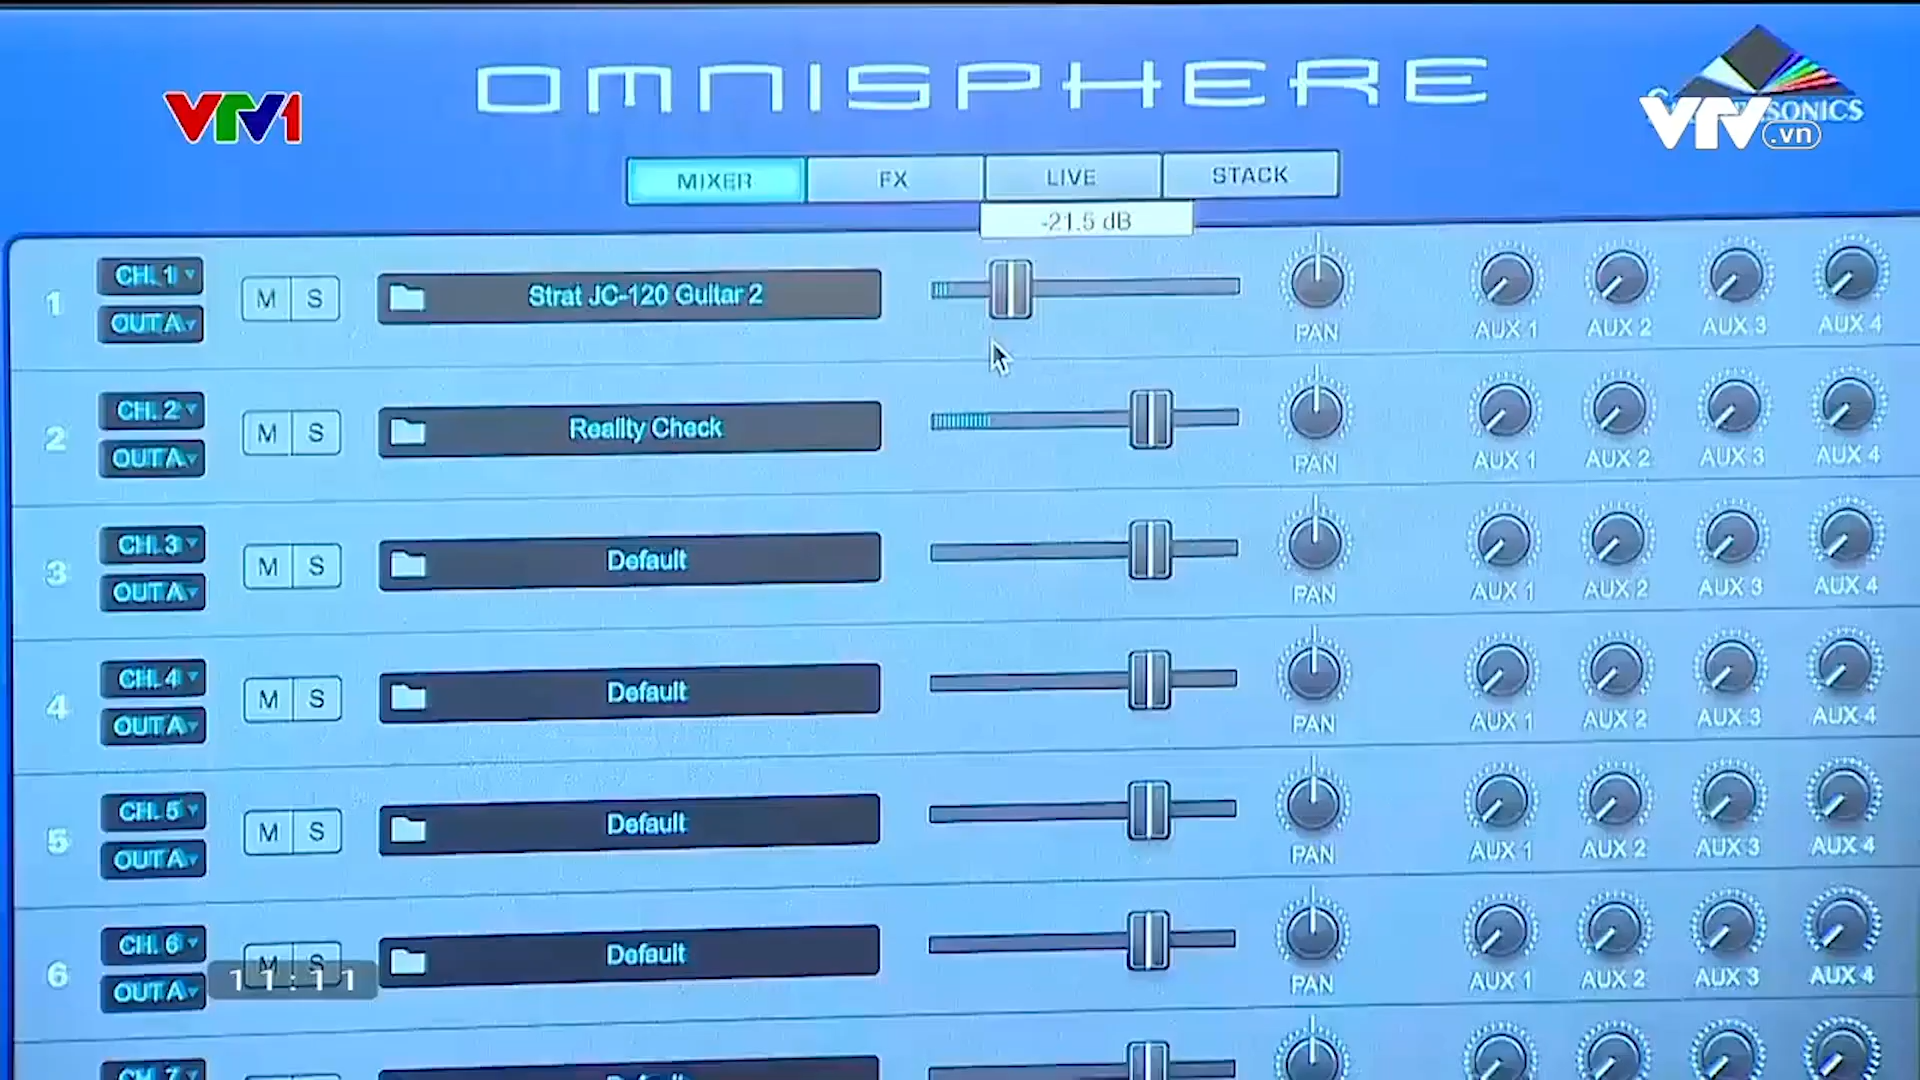 OMNISPHERE
VTV1
SONICS
VTV.vn
MIXER FX LIVE STACK
-21.5 dB
1 CH. 1 OUT A M S Strat JC-120 Guitar 2 PAN AUX 1 AUX 2 AUX 3 AUX 4
2 CH. 2 OUT A M S Reality Check PAN AUX 1 AUX 2 AUX 3 AUX 4
3 CH. 3 OUT A M S Default PAN AUX 1 AUX 2 AUX 3 AUX 4
4 CH. 4 OUT A M S Default PAN AUX 1 AUX 2 AUX 3 AUX 4
5 CH. 5 OUT A M S Default PAN AUX 1 AUX 2 AUX 3 AUX 4
6 CH. 6 OUT A M S Default PAN AUX 1 AUX 2 AUX 3 AUX 4
11:11
CH. 7